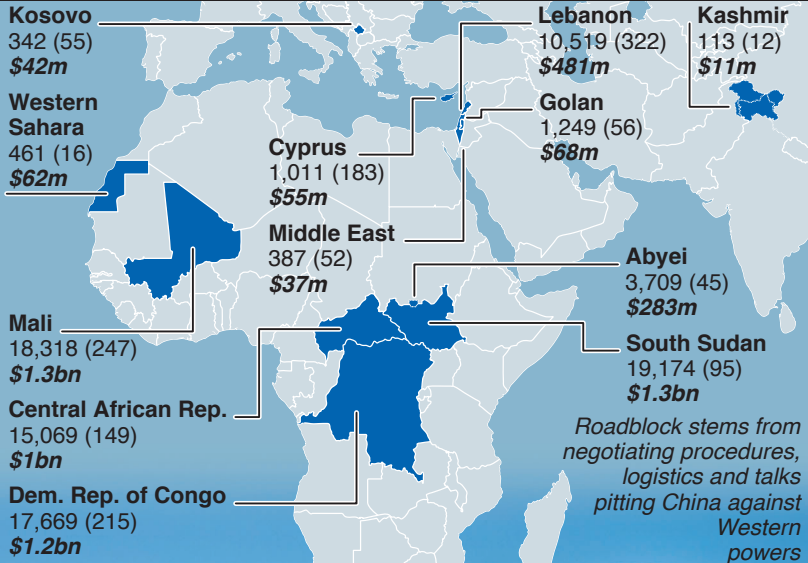 Kosovo
342 (55)
$42m
Western
Sahara
461 (16)
$62m
Cyprus
1,011 (183)
$55m
Middle East
387 (52)
$37m
Lebanon
10,519 (322)
$481m
Golan
1,249 (56)
$68m
Kashmir
113 (12)
$11m
Mali
18,318 (247)
$1.3bn
Central African Rep.
15,069 (149)
$1bn
Dem. Rep. of Congo
17,669 (215)
$1.2bn
Abyei
3,709 (45)
$283m
South Sudan
19,174 (95)
$1.3bn
Roadblock stems from
negotiating procedures,
logistics and talks
pitting China against
Western
powers